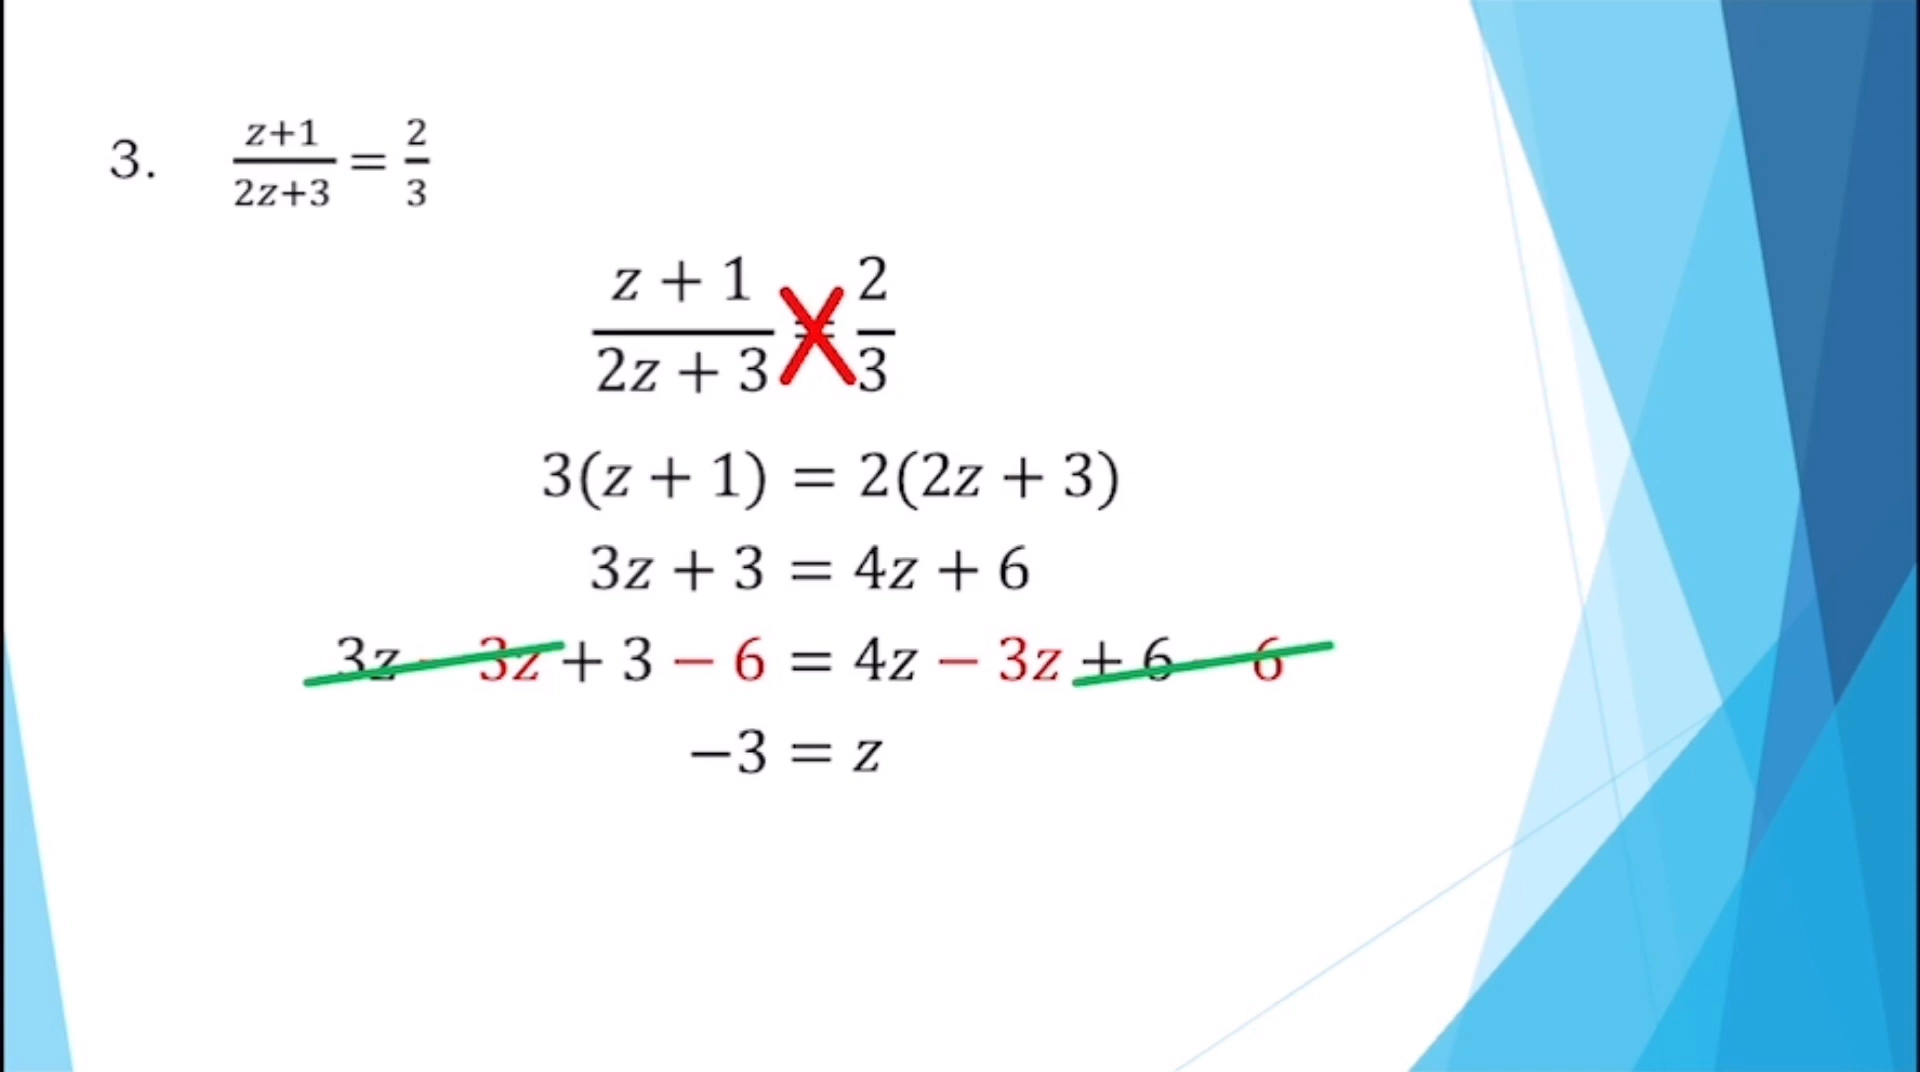 3. z+1/2z+3 = 2/3
z + 1/2z + 3 = 2/3
3(z + 1) = 2(2z + 3)
3z + 3 = 4z + 6
3z − 3z + 3 − 6 = 4z − 3z + 6 − 6
−3 = z